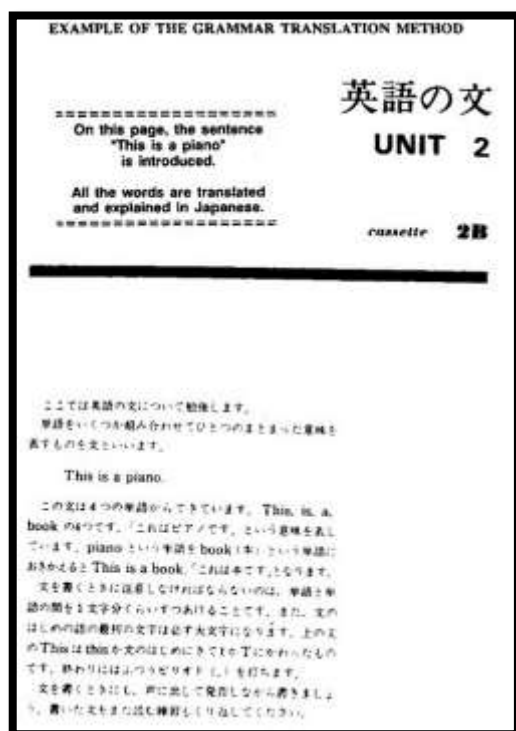 EXAMPLE OF THE GRAMMAR TRANSLATION METHOD
英語の文
UNIT 2
On this page, the sentence
"This is a piano"
is introduced.
All the words are translated
and explained in Japanese.
cassette 2B
ここでは英語の文について勉強します。
単語をいくつか組み合わせてひとつのまとまった意味を
表すものを文といいます。
This is a piano.
この文は4つの単語からできています。This, is, a,
book の4つです。「これはピアノです」という意味を表し
ています。piano という単語を book(本)という単語に
おきかえると This is a book.「これは本です」となります。
文を書くときに注意しなければならないのは、単語と単
語の間を1文字分くらいずつあけることです。また、文の
はじめの語の最初の文字は必ず大文字になります。上の文
の This は this が文のはじめにきて t が T にかわったもの
です。終わりにはふつうピリオド(.)を打ちます。
文を書くときにも、声に出して発音しながら書きましょ
う。書いた文をまた読む練習もくり返してください。